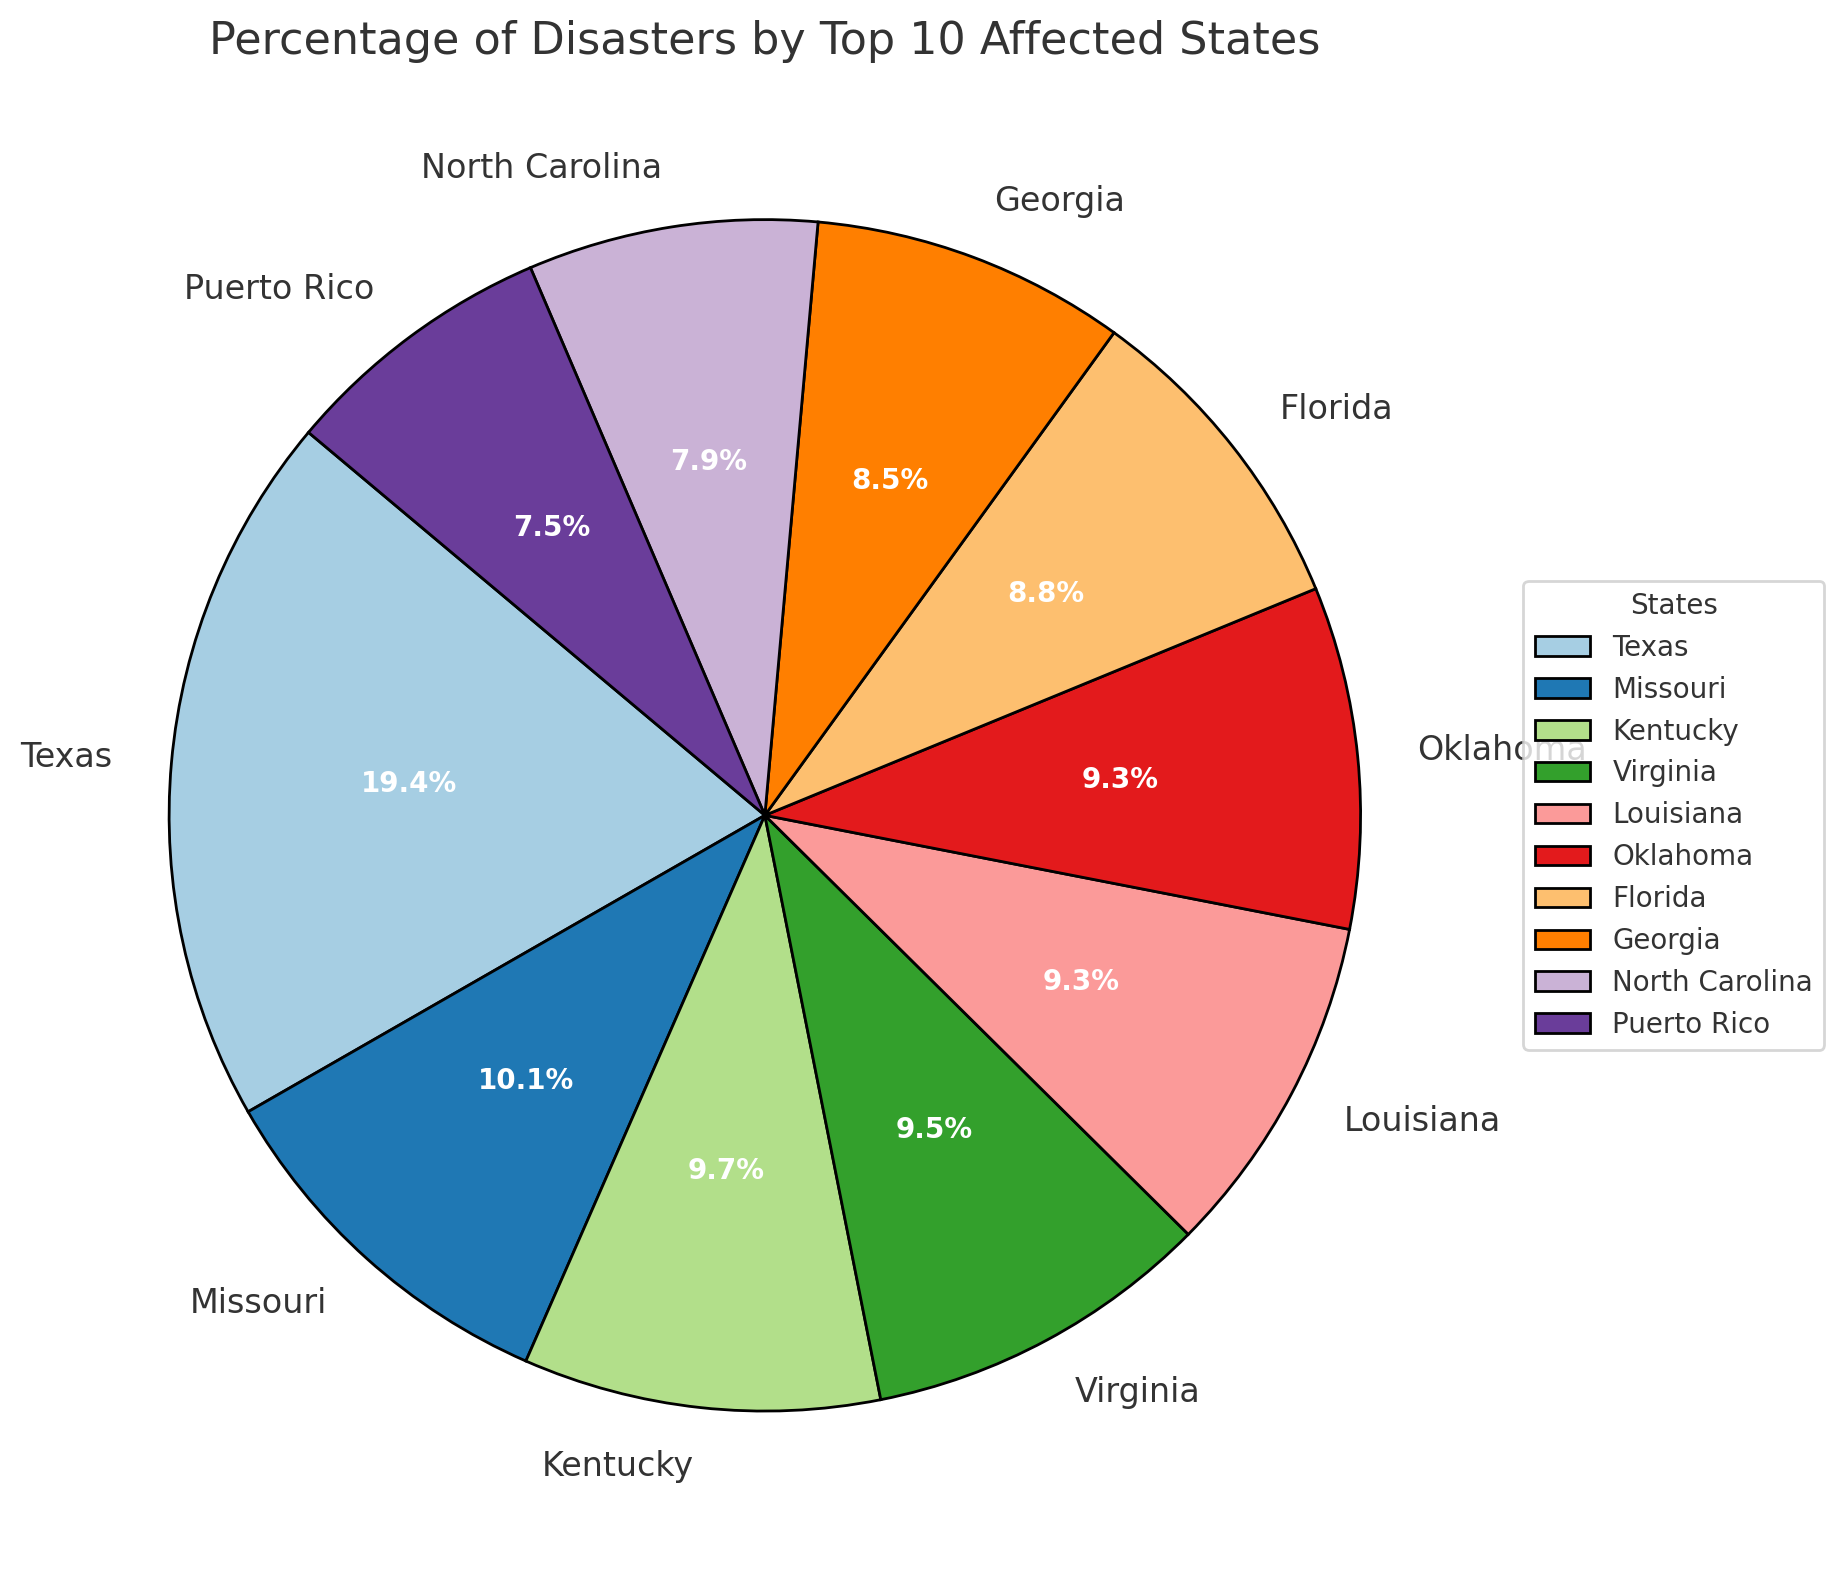 Percentage of Disasters by Top 10 Affected States
North Carolina
Georgia
Puerto Rico
Florida
7.9%
8.5%
7.5%
8.8%
Texas
19.4%
9.3%
Oklahoma
9.3%
10.1%
9.5%
9.7%
Louisiana
Missouri
Virginia
Kentucky
States
Texas
Missouri
Kentucky
Virginia
Louisiana
Oklahoma
Florida
Georgia
North Carolina
Puerto Rico